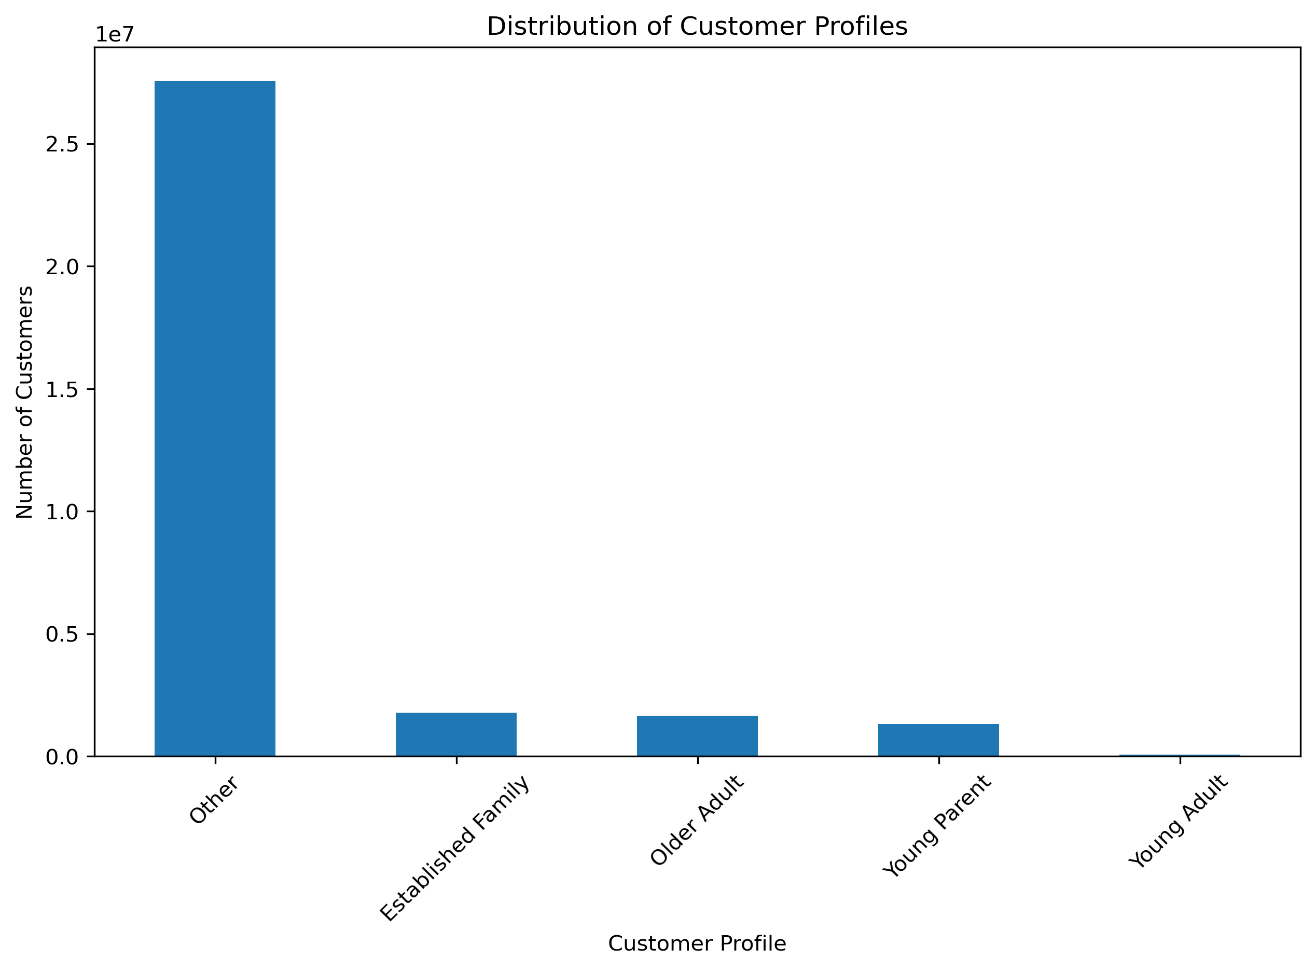 Distribution of Customer Profiles
1e7
2.5
2.0
1.5
1.0
0.5
0.0
Number of Customers
Other
Established Family
Older Adult
Young Parent
Young Adult
Customer Profile